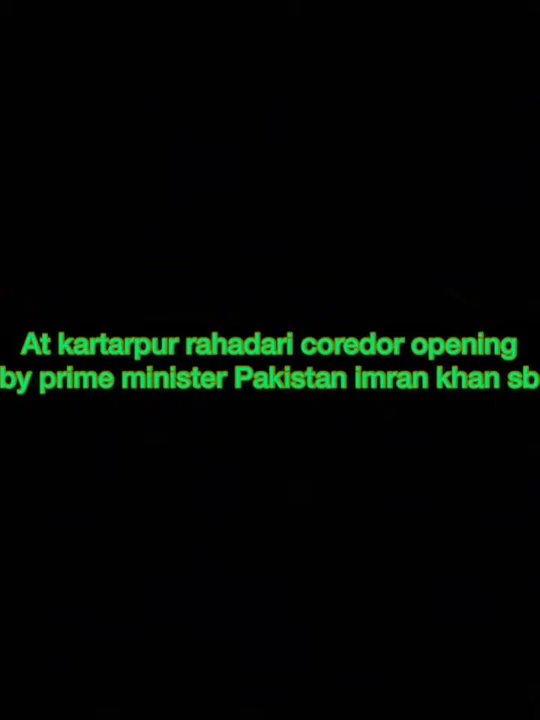 At kartarpur rahadari coredor opening
by prime minister Pakistan imran khan sb